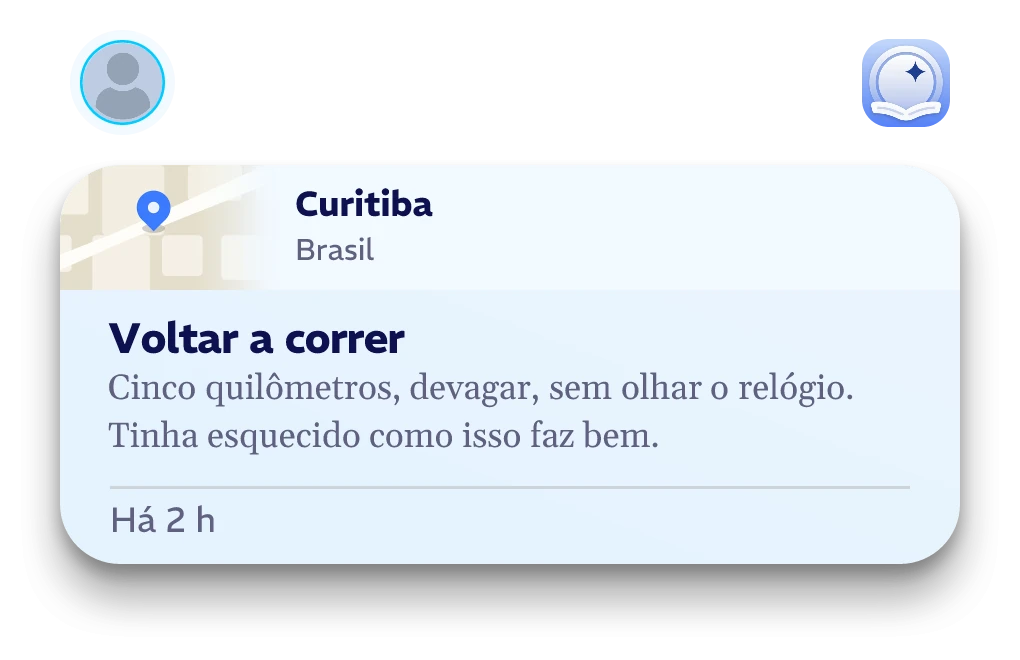 Curitiba
Brasil
Voltar a correr
Cinco quilômetros, devagar, sem olhar o relógio.
Tinha esquecido como isso faz bem.
Há 2 h